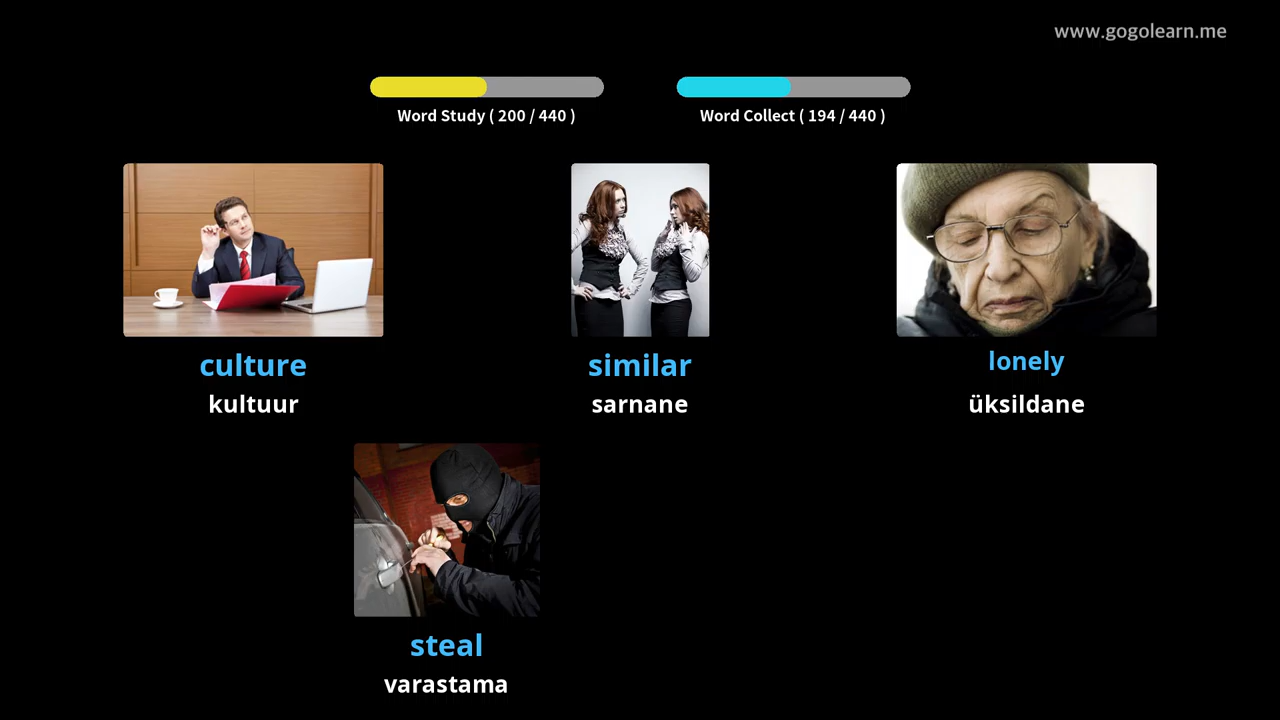 www.gogolearn.me
Word Study ( 200 / 440 )
Word Collect ( 194 / 440 )
culture
similar
lonely
kultuur
sarnane
üksildane
steal
varastama